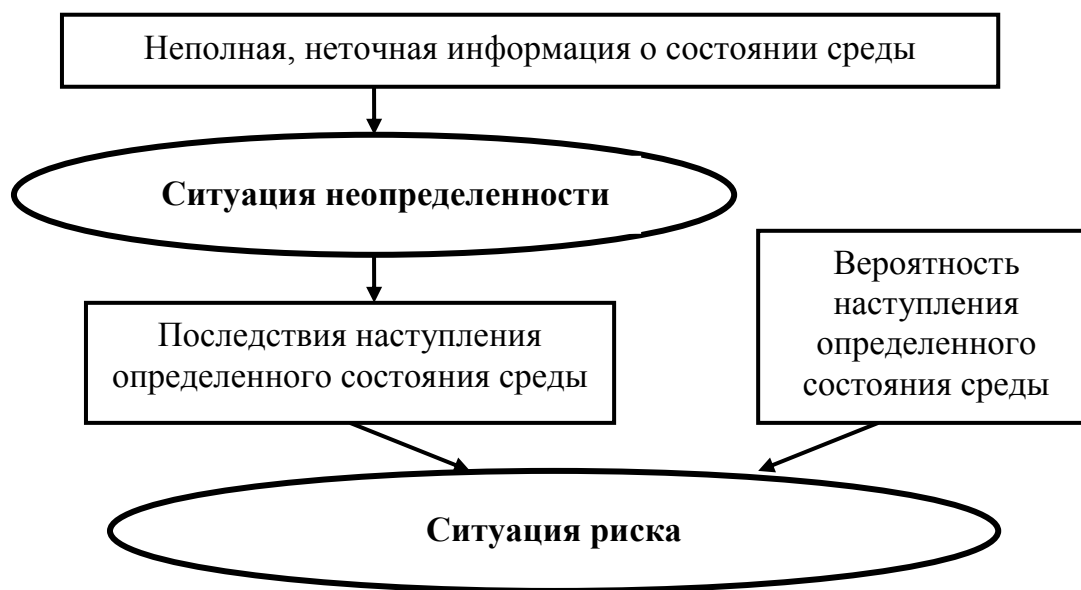 Неполная, неточная информация о состоянии среды
Ситуация неопределенности
Последствия наступления
определенного состояния среды
Вероятность
наступления
определенного
состояния среды
Ситуация риска